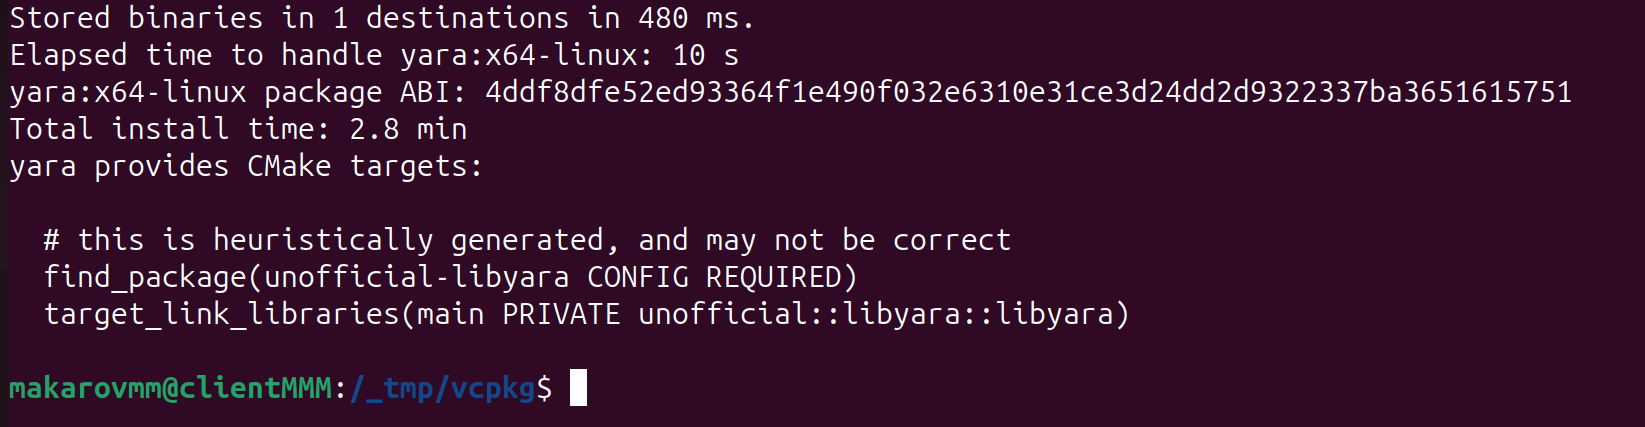 Stored binaries in 1 destinations in 480 ms.
Elapsed time to handle yara:x64-linux: 10 s
yara:x64-linux package ABI: 4ddf8dfe52ed93364f1e490f032e6310e31ce3d24dd2d9322337ba3651615751
Total install time: 2.8 min
yara provides CMake targets:

  # this is heuristically generated, and may not be correct
  find_package(unofficial-libyara CONFIG REQUIRED)
  target_link_libraries(main PRIVATE unofficial::libyara::libyara)

makarovmm@clientMMM:/_tmp/vcpkg$